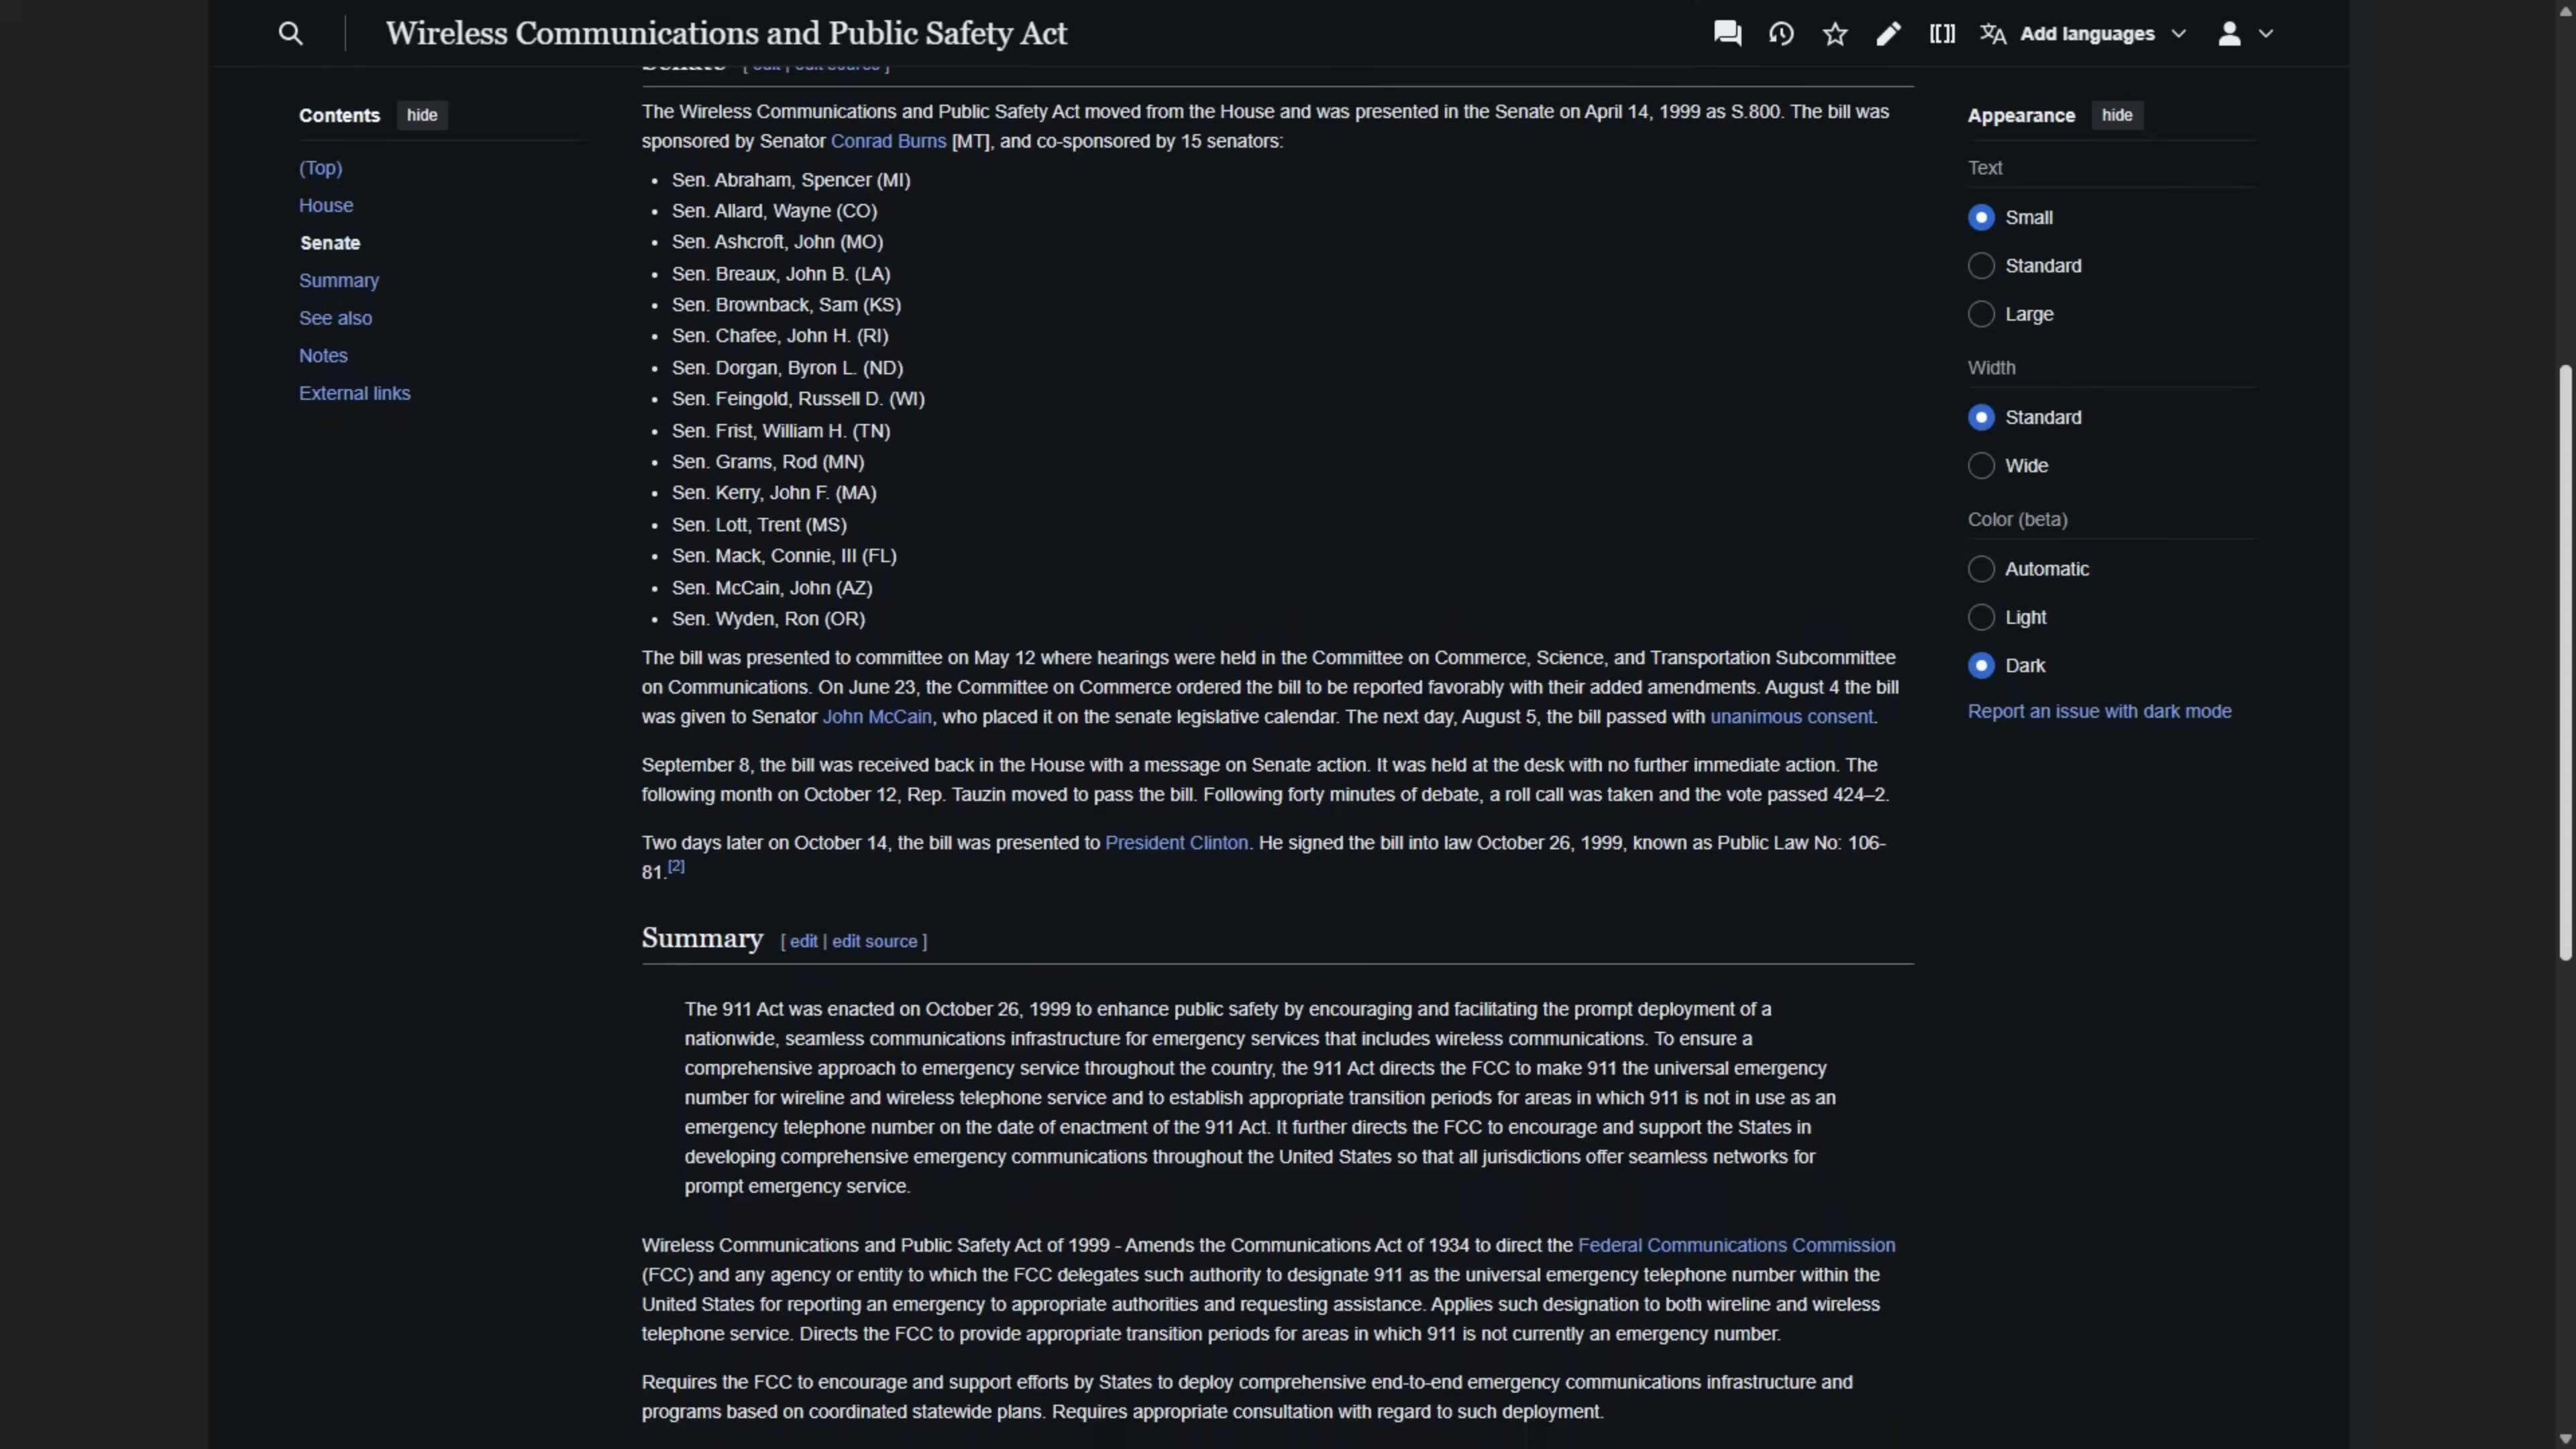 Wireless Communications and Public Safety Act
Add languages
Contents hide
(Top)
House
Senate
Summary
See also
Notes
External links
Senate [ edit | edit source ]
The Wireless Communications and Public Safety Act moved from the House and was presented in the Senate on April 14, 1999 as S.800. The bill was
sponsored by Senator Conrad Burns [MT], and co-sponsored by 15 senators:
• Sen. Abraham, Spencer (MI)
• Sen. Allard, Wayne (CO)
• Sen. Ashcroft, John (MO)
• Sen. Breaux, John B. (LA)
• Sen. Brownback, Sam (KS)
• Sen. Chafee, John H. (RI)
• Sen. Dorgan, Byron L. (ND)
• Sen. Feingold, Russell D. (WI)
• Sen. Frist, William H. (TN)
• Sen. Grams, Rod (MN)
• Sen. Kerry, John F. (MA)
• Sen. Lott, Trent (MS)
• Sen. Mack, Connie, III (FL)
• Sen. McCain, John (AZ)
• Sen. Wyden, Ron (OR)
The bill was presented to committee on May 12 where hearings were held in the Committee on Commerce, Science, and Transportation Subcommittee
on Communications. On June 23, the Committee on Commerce ordered the bill to be reported favorably with their added amendments. August 4 the bill
was given to Senator John McCain, who placed it on the senate legislative calendar. The next day, August 5, the bill passed with unanimous consent.
September 8, the bill was received back in the House with a message on Senate action. It was held at the desk with no further immediate action. The
following month on October 12, Rep. Tauzin moved to pass the bill. Following forty minutes of debate, a roll call was taken and the vote passed 424–2.
Two days later on October 14, the bill was presented to President Clinton. He signed the bill into law October 26, 1999, known as Public Law No: 106-
81.[2]
Summary [ edit | edit source ]
The 911 Act was enacted on October 26, 1999 to enhance public safety by encouraging and facilitating the prompt deployment of a
nationwide, seamless communications infrastructure for emergency services that includes wireless communications. To ensure a
comprehensive approach to emergency service throughout the country, the 911 Act directs the FCC to make 911 the universal emergency
number for wireline and wireless telephone service and to establish appropriate transition periods for areas in which 911 is not in use as an
emergency telephone number on the date of enactment of the 911 Act. It further directs the FCC to encourage and support the States in
developing comprehensive emergency communications throughout the United States so that all jurisdictions offer seamless networks for
prompt emergency service.
Wireless Communications and Public Safety Act of 1999 - Amends the Communications Act of 1934 to direct the Federal Communications Commission
(FCC) and any agency or entity to which the FCC delegates such authority to designate 911 as the universal emergency telephone number within the
United States for reporting an emergency to appropriate authorities and requesting assistance. Applies such designation to both wireline and wireless
telephone service. Directs the FCC to provide appropriate transition periods for areas in which 911 is not currently an emergency number.
Requires the FCC to encourage and support efforts by States to deploy comprehensive end-to-end emergency communications infrastructure and
programs based on coordinated statewide plans. Requires appropriate consultation with regard to such deployment.
Appearance hide
Text
Small
Standard
Large
Width
Standard
Wide
Color (beta)
Automatic
Light
Dark
Report an issue with dark mode